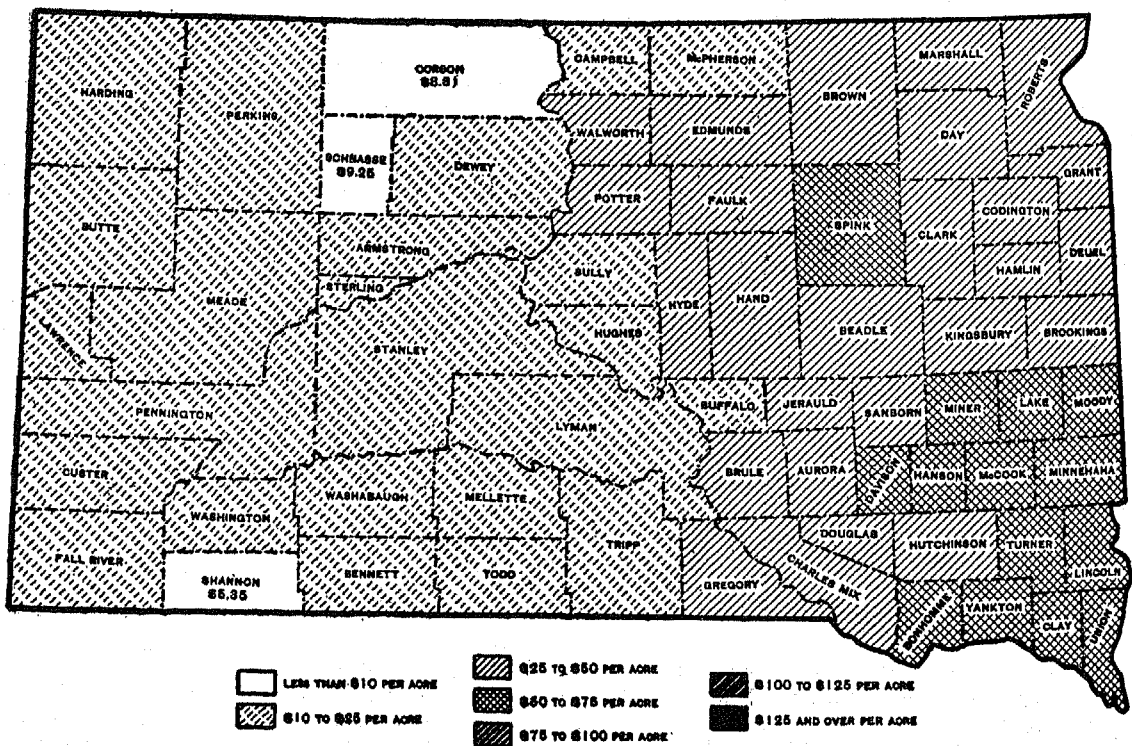 CORSON
$8.81
CAMPBELL
McPHERSON
MARSHALL
ROBERTS
HARDING
PERKINS
BROWN
WALWORTH
EDMUNDS
DAY
SCHNASSE
$9.25
DEWEY
GRANT
POTTER
FAULK
SPINK
CODINGTON
BUTTE
ARMSTRONG
CLARK
DEUEL
HAMLIN
STERLING
SULLY
MEADE
HYDE
HAND
LAWRENCE
STANLEY
HUGHES
BEADLE
KINGSBURY
BROOKINGS
PENNINGTON
BUFFALO
JERAULD
SANBORN
MINER
LAKE
MOODY
LYMAN
CUSTER
BRULE
AURORA
DAVISON
HANSON
McCOOK
MINNEHAHA
WASHABAUGH
MELLETTE
WASHINGTON
DOUGLAS
HUTCHINSON
TURNER
TRIPP
FALL RIVER
LINCOLN
SHANNON
$5.35
BENNETT
TODD
GREGORY
CHARLES MIX
BONHOMME
YANKTON
CLAY
UNION
LESS THAN $10 PER ACRE
$10 TO $25 PER ACRE
$25 TO $50 PER ACRE
$50 TO $75 PER ACRE
$75 TO $100 PER ACRE
$100 TO $125 PER ACRE
$125 AND OVER PER ACRE